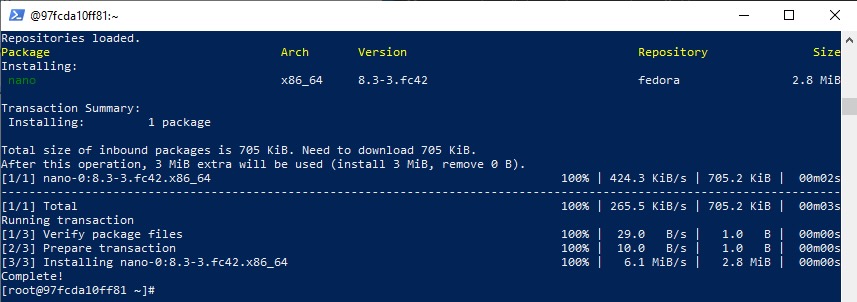 @97fcda10ff81:~
Repositories loaded.
Package Arch Version Repository Size
Installing:
nano x86_64 8.3-3.fc42 fedora 2.8 MiB
Transaction Summary:
Installing: 1 package
Total size of inbound packages is 705 KiB. Need to download 705 KiB.
After this operation, 3 MiB extra will be used (install 3 MiB, remove 0 B).
[1/1] nano-0:8.3-3.fc42.x86_64 100% | 424.3 KiB/s | 705.2 KiB | 00m02s
--------------------------------------------------------------------------------
[1/1] Total 100% | 265.5 KiB/s | 705.2 KiB | 00m03s
Running transaction
[1/3] Verify package files 100% | 29.0 B/s | 1.0 B | 00m00s
[2/3] Prepare transaction 100% | 10.0 B/s | 1.0 B | 00m00s
[3/3] Installing nano-0:8.3-3.fc42.x86_64 100% | 6.1 MiB/s | 2.8 MiB | 00m00s
Complete!
[root@97fcda10ff81 ~]#